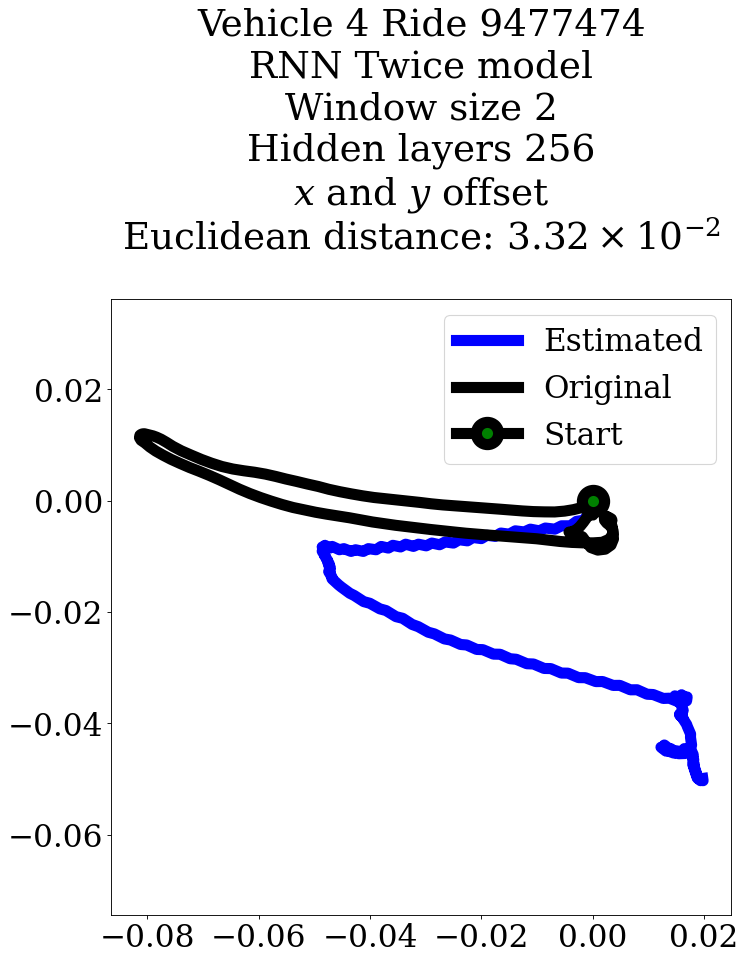 Vehicle 4 Ride 9477474
RNN Twice model
Window size 2
Hidden layers 256
x and y offset
Euclidean distance: 3.32 × 10⁻²
Estimated
Original
Start
0.02
0.00
−0.02
−0.04
−0.06
−0.08 −0.06 −0.04 −0.02 0.00 0.02